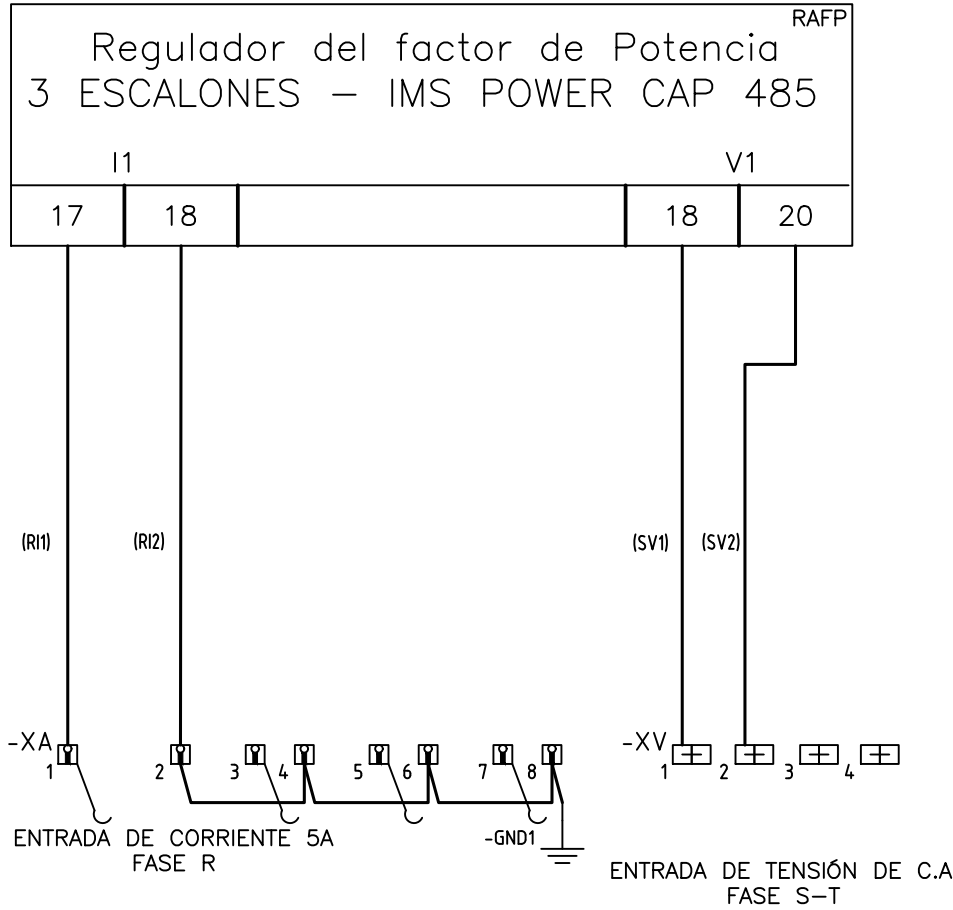 RAFP
Regulador del factor de Potencia
3 ESCALONES – IMS POWER CAP 485
I1 V1
17 18 18 20
(RI1) (RI2) (SV1) (SV2)
-XA -XV
1 2 3 4 5 6 7 8 1 2 3 4
ENTRADA DE CORRIENTE 5A
FASE R
-GND1
ENTRADA DE TENSIÓN DE C.A
FASE S–T